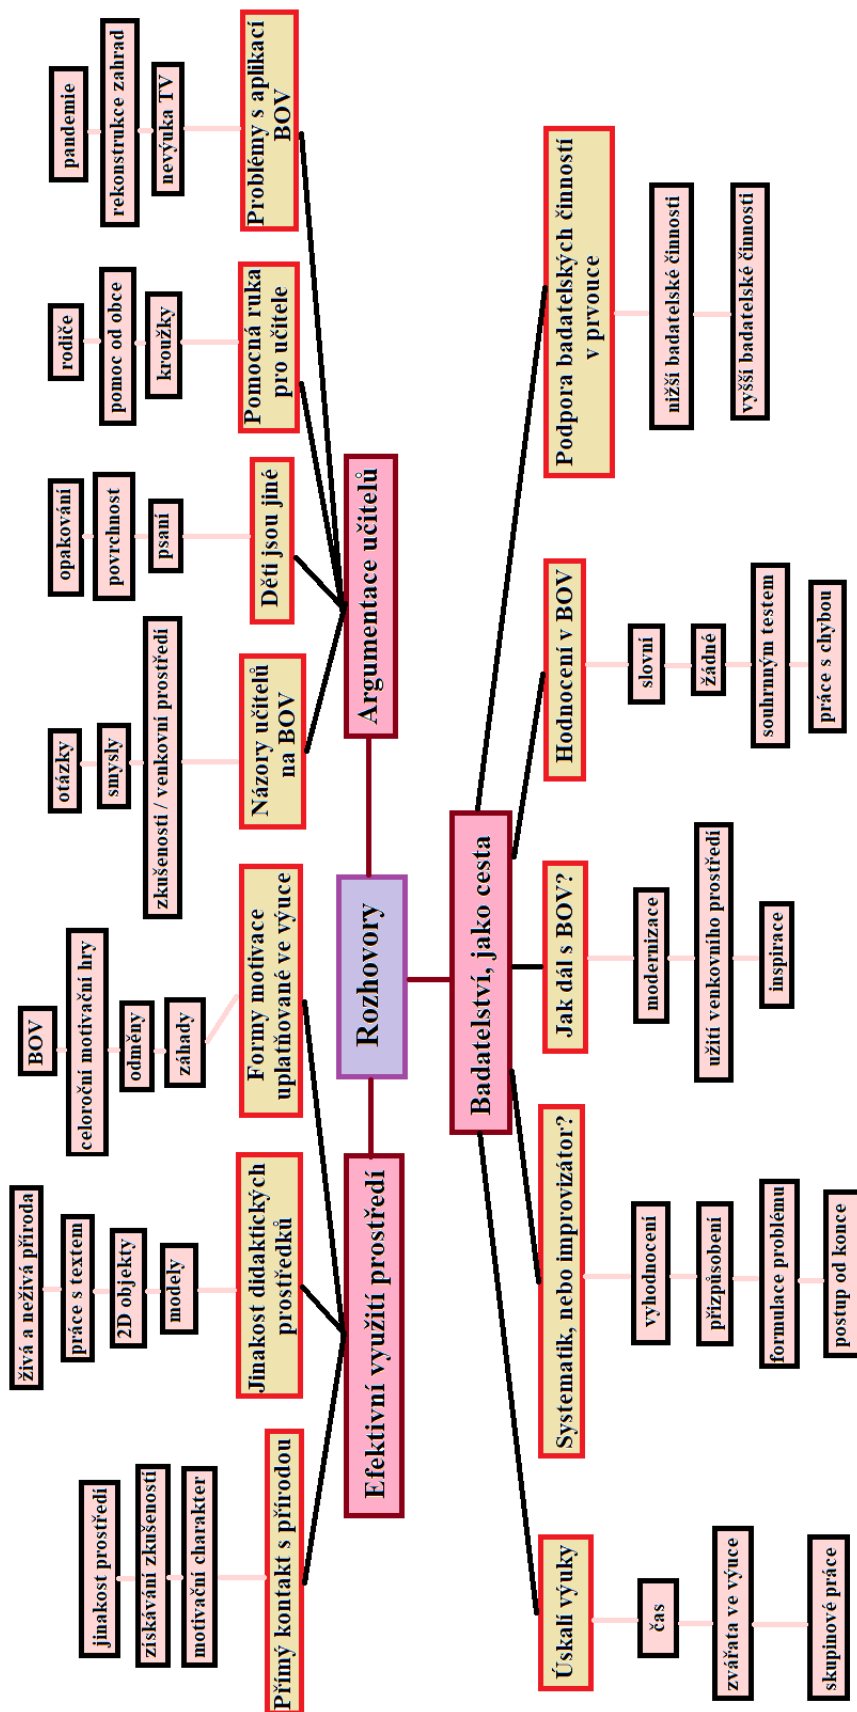 jinakost prostředí
získávání zkušeností
motivační charakter
Přímý kontakt s přírodou
živá a neživá příroda
práce s textem
2D objekty
modely
Jinakost didaktických
prostředků
BOV
celoroční motivační hry
odměny
záhady
Formy motivace
uplatňované ve výuce
otázky
smysly
zkušenosti / venkovní prostředí
Názory učitelů
na BOV
opakování
povrchnost
psaní
Děti jsou jiné
rodiče
pomoc od obce
kroužky
Pomocná ruka
pro učitele
pandemie
rekonstrukce zahrad
nevýuka TV
Problémy s aplikací
BOV
Efektivní využití prostředí
Rozhovory
Argumentace učitelů
Badatelství, jako cesta
Úskalí výuky
čas
zvářata ve výuce
skupinové práce
Systematik, nebo improvizátor?
vyhodnocení
přizpůsobení
formulace problému
postup od konce
Jak dál s BOV?
modernizace
užití venkovního prostředí
inspirace
Hodnocení v BOV
slovní
žádné
souhrnným testem
práce s chybou
Podpora badatelských činností
v prvouce
nižší badatelské činnosti
vyšší badatelské činnosti